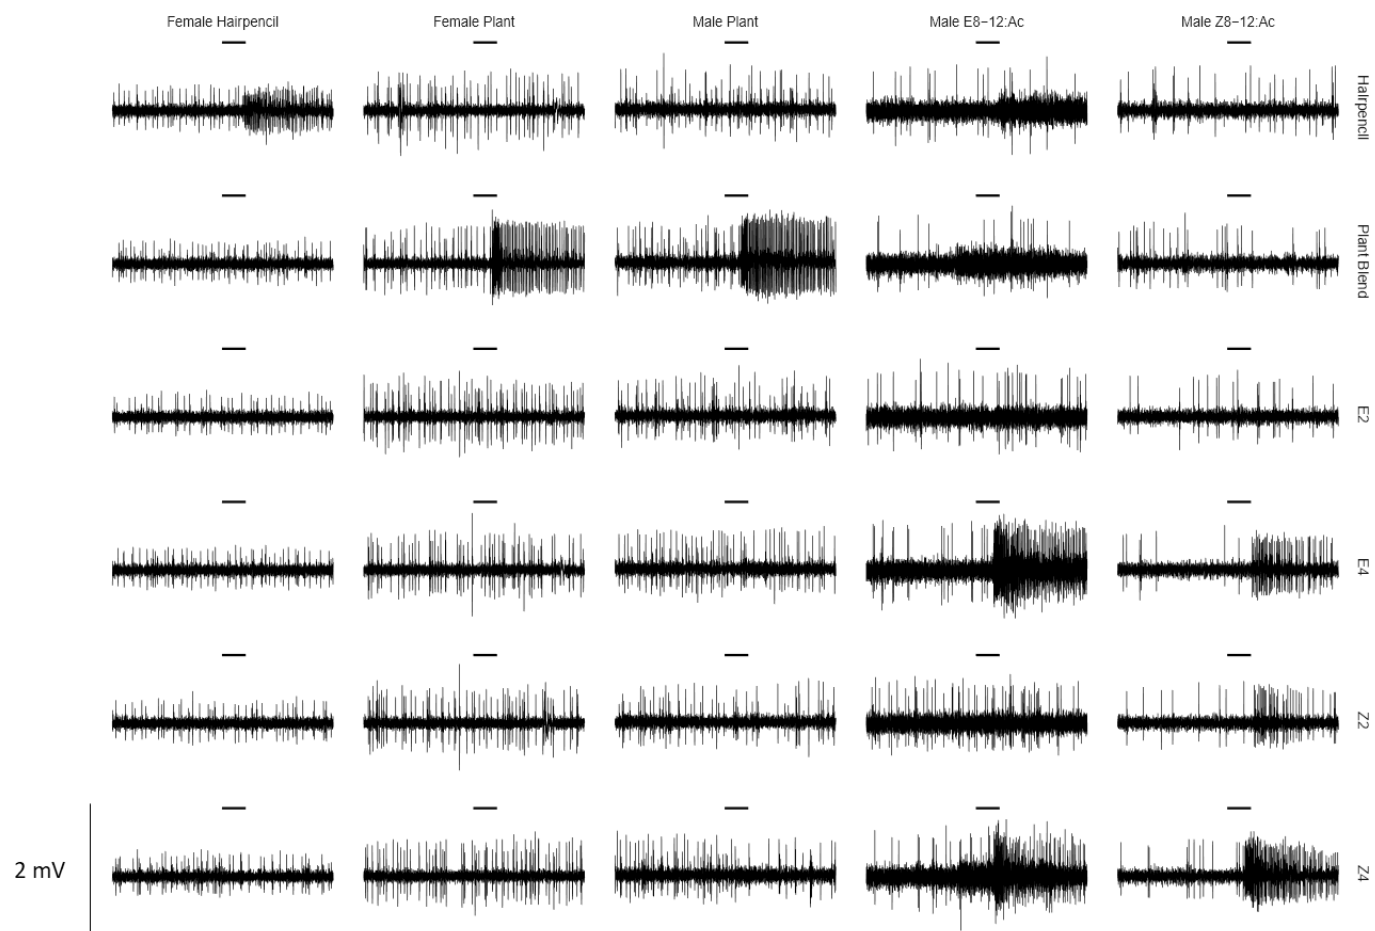 Female Hairpencil
Female Plant
Male Plant
Male E8−12:Ac
Male Z8−12:Ac
Hairpencil
Plant Blend
E2
E4
Z2
Z4
2 mV